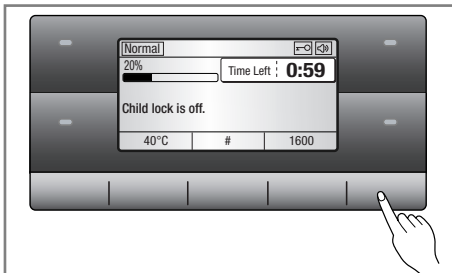 Normal
20%
Time Left 0:59
Child lock is off.
40°C # 1600